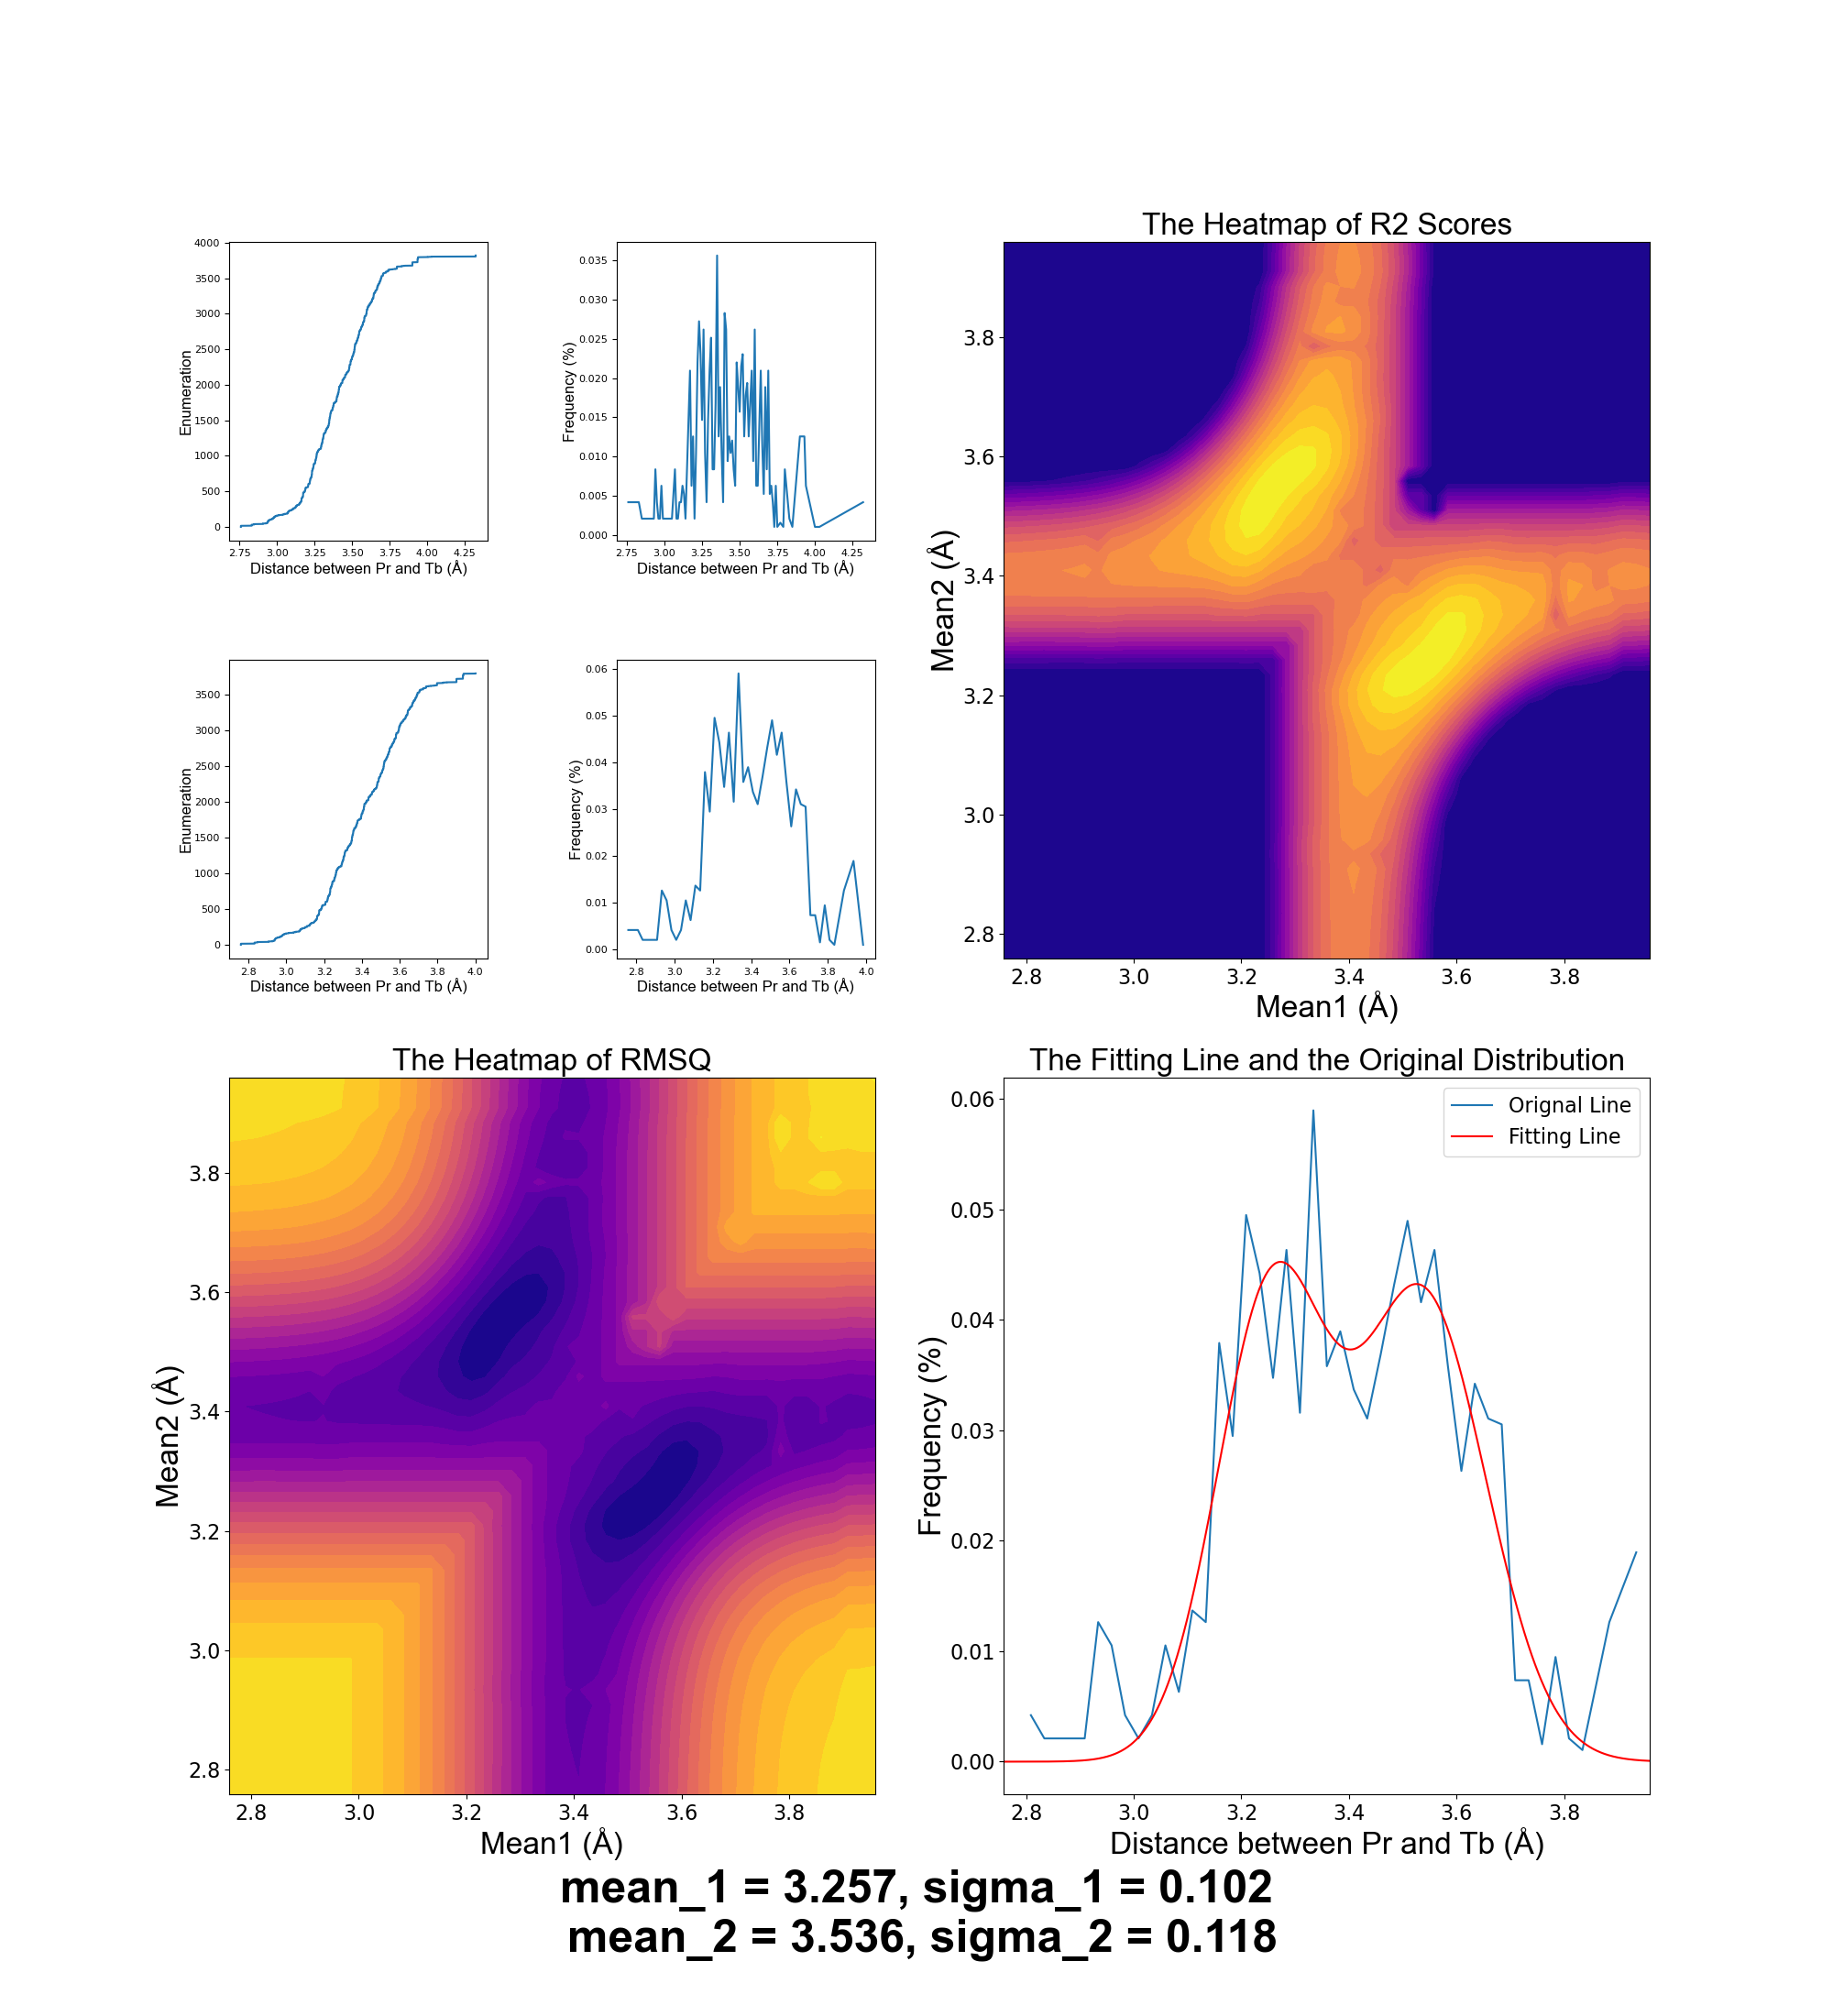 Enumeration
4000
3500
3000
2500
2000
1500
1000
500
0
2.75 3.00 3.25 3.50 3.75 4.00 4.25
Distance between Pr and Tb (Å)
Frequency (%)
0.035
0.030
0.025
0.020
0.015
0.010
0.005
0.000
2.75 3.00 3.25 3.50 3.75 4.00 4.25
Distance between Pr and Tb (Å)
Enumeration
3500
3000
2500
2000
1500
1000
500
0
2.8 3.0 3.2 3.4 3.6 3.8 4.0
Distance between Pr and Tb (Å)
Frequency (%)
0.06
0.05
0.04
0.03
0.02
0.01
0.00
2.8 3.0 3.2 3.4 3.6 3.8 4.0
Distance between Pr and Tb (Å)
The Heatmap of R2 Scores
Mean2 (Å)
3.8
3.6
3.4
3.2
3.0
2.8
2.8 3.0 3.2 3.4 3.6 3.8
Mean1 (Å)
The Heatmap of RMSQ
Mean2 (Å)
3.8
3.6
3.4
3.2
3.0
2.8
2.8 3.0 3.2 3.4 3.6 3.8
Mean1 (Å)
The Fitting Line and the Original Distribution
Orignal Line
Fitting Line
Frequency (%)
0.06
0.05
0.04
0.03
0.02
0.01
0.00
2.8 3.0 3.2 3.4 3.6 3.8
Distance between Pr and Tb (Å)
mean_1 = 3.257, sigma_1 = 0.102
mean_2 = 3.536, sigma_2 = 0.118